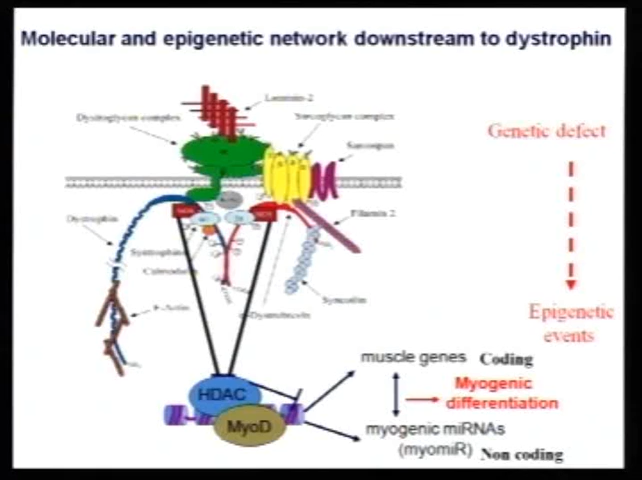 Molecular and epigenetic network downstream to dystrophin
Laminin-2
Dystroglycan complex
Sarcoglycan complex
Sarcospan
Genetic defect
Dystrophin
Filamin 2
Syntrophins
Calmodulin
F-Actin
Syncoilin
α-Dystrobrevin
Epigenetic
events
HDAC
MyoD
muscle genes Coding
Myogenic
differentiation
myogenic miRNAs
(myomiR) Non coding